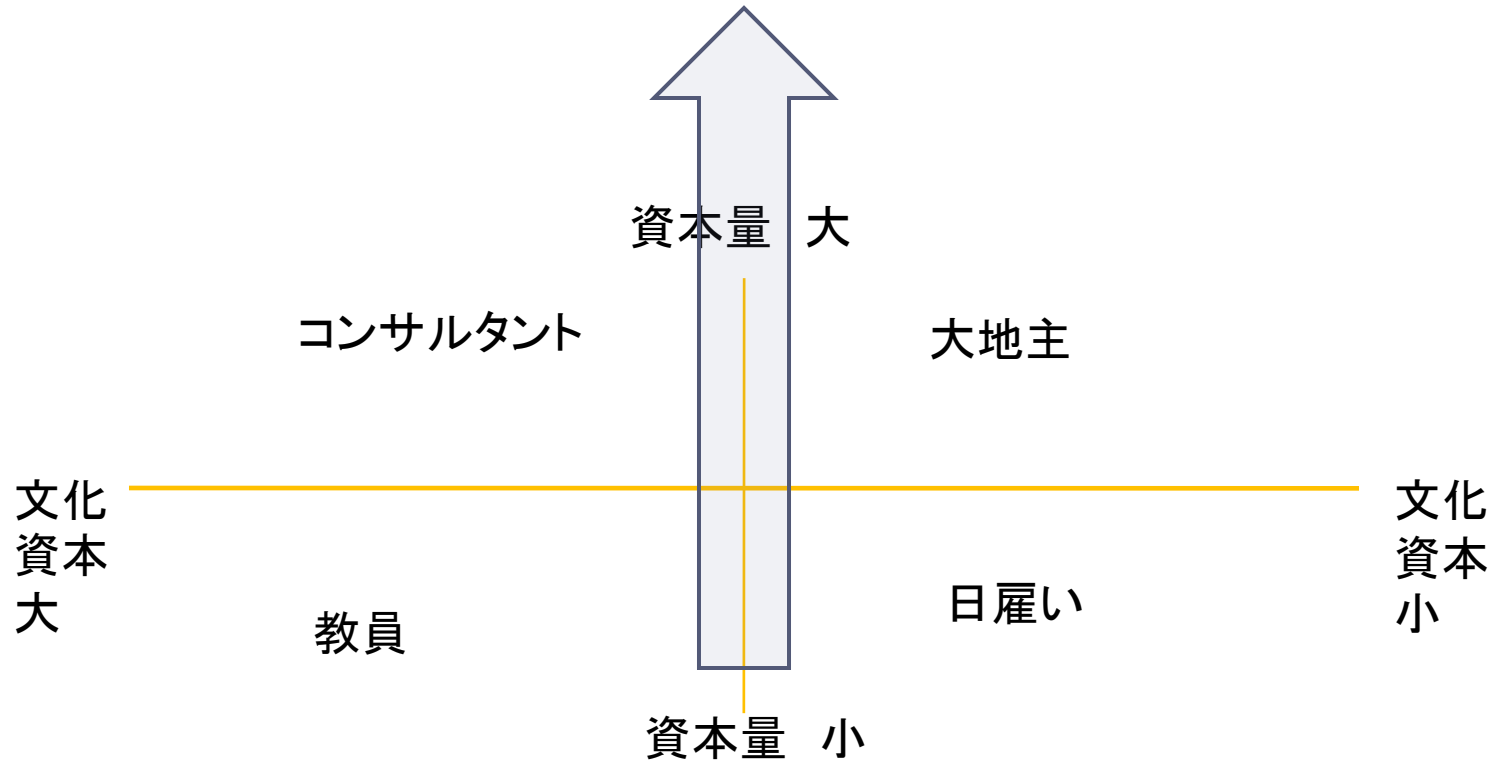 資本量　大
コンサルタント
大地主
文化
資本
大
文化
資本
小
教員
日雇い
資本量　小